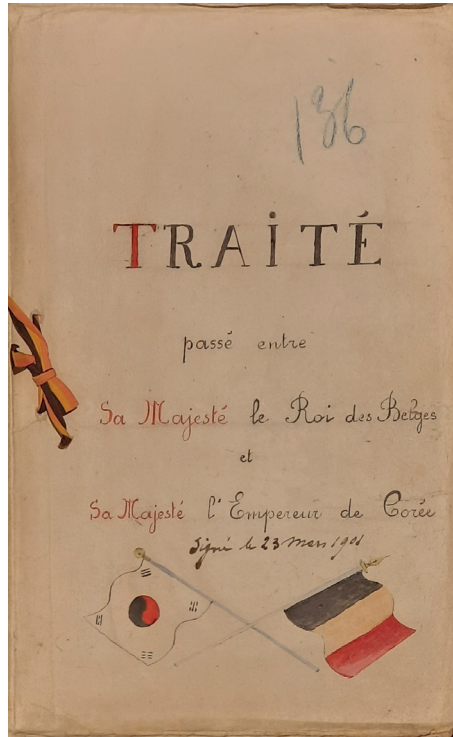 136
TRAITÉ
passé entre
Sa Majesté le Roi des Belges
et
Sa Majesté l'Empereur de Corée
Signé le 23 mars 1901